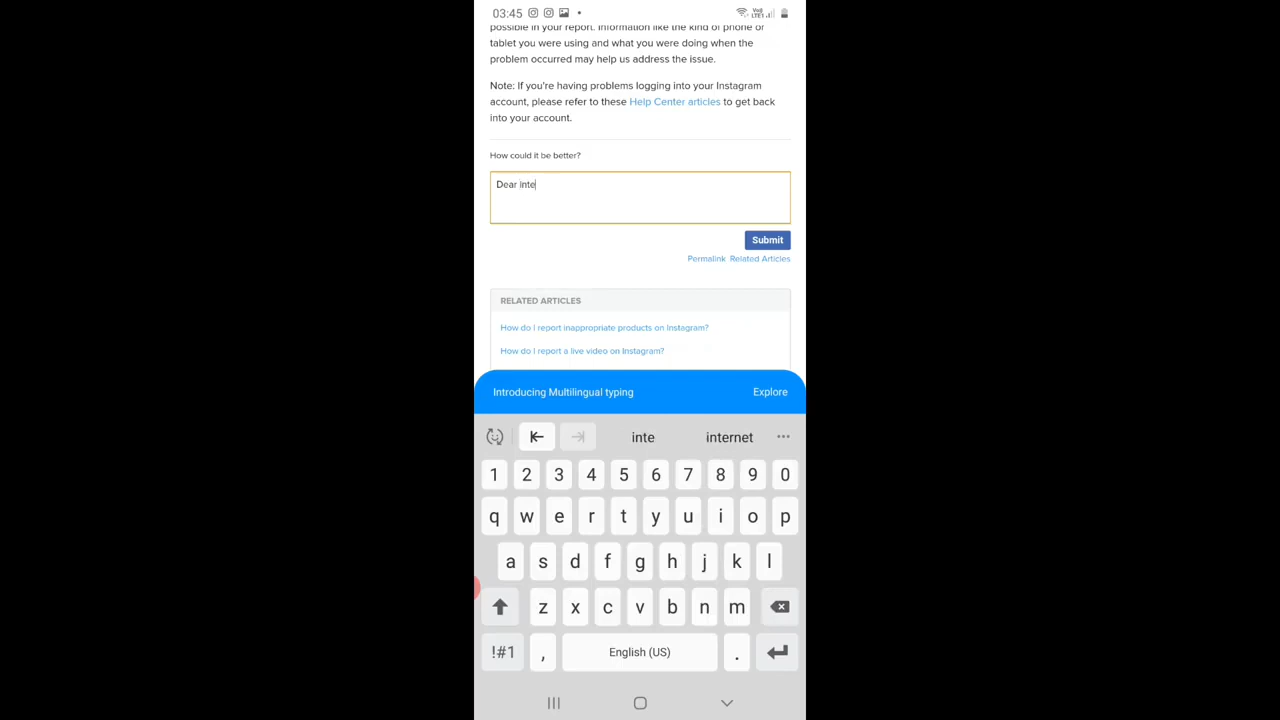 03:45
VoI)
LTE1
possible in your report. Information like the kind of phone or
tablet you were using and what you were doing when the
problem occurred may help us address the issue.
Note: If you're having problems logging into your Instagram
account, please refer to these Help Center articles to get back
into your account.
How could it be better?
Dear inte
Submit
Permalink Related Articles
RELATED ARTICLES
How do I report inappropriate products on Instagram?
How do I report a live video on Instagram?
Introducing Multilingual typing Explore
inte internet
1 2 3 4 5 6 7 8 9 0
q w e r t y u i o p
a s d f g h j k l
z x c v b n m
!#1 , English (US) .